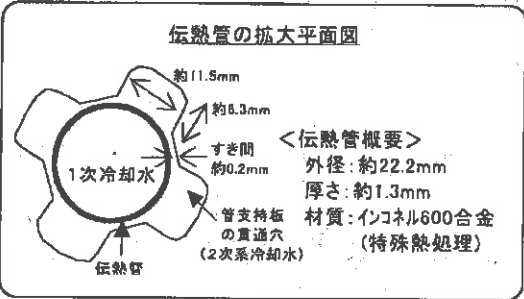 伝熱管の拡大平面図
約11.5mm
約6.3mm
すき間
約0.2mm
1次冷却水
管支持板
の貫通穴
(2次系冷却水)
伝熱管
<伝熱管概要>
外径:約22.2mm
厚さ:約1.3mm
材質:インコネル600合金
(特殊熱処理)